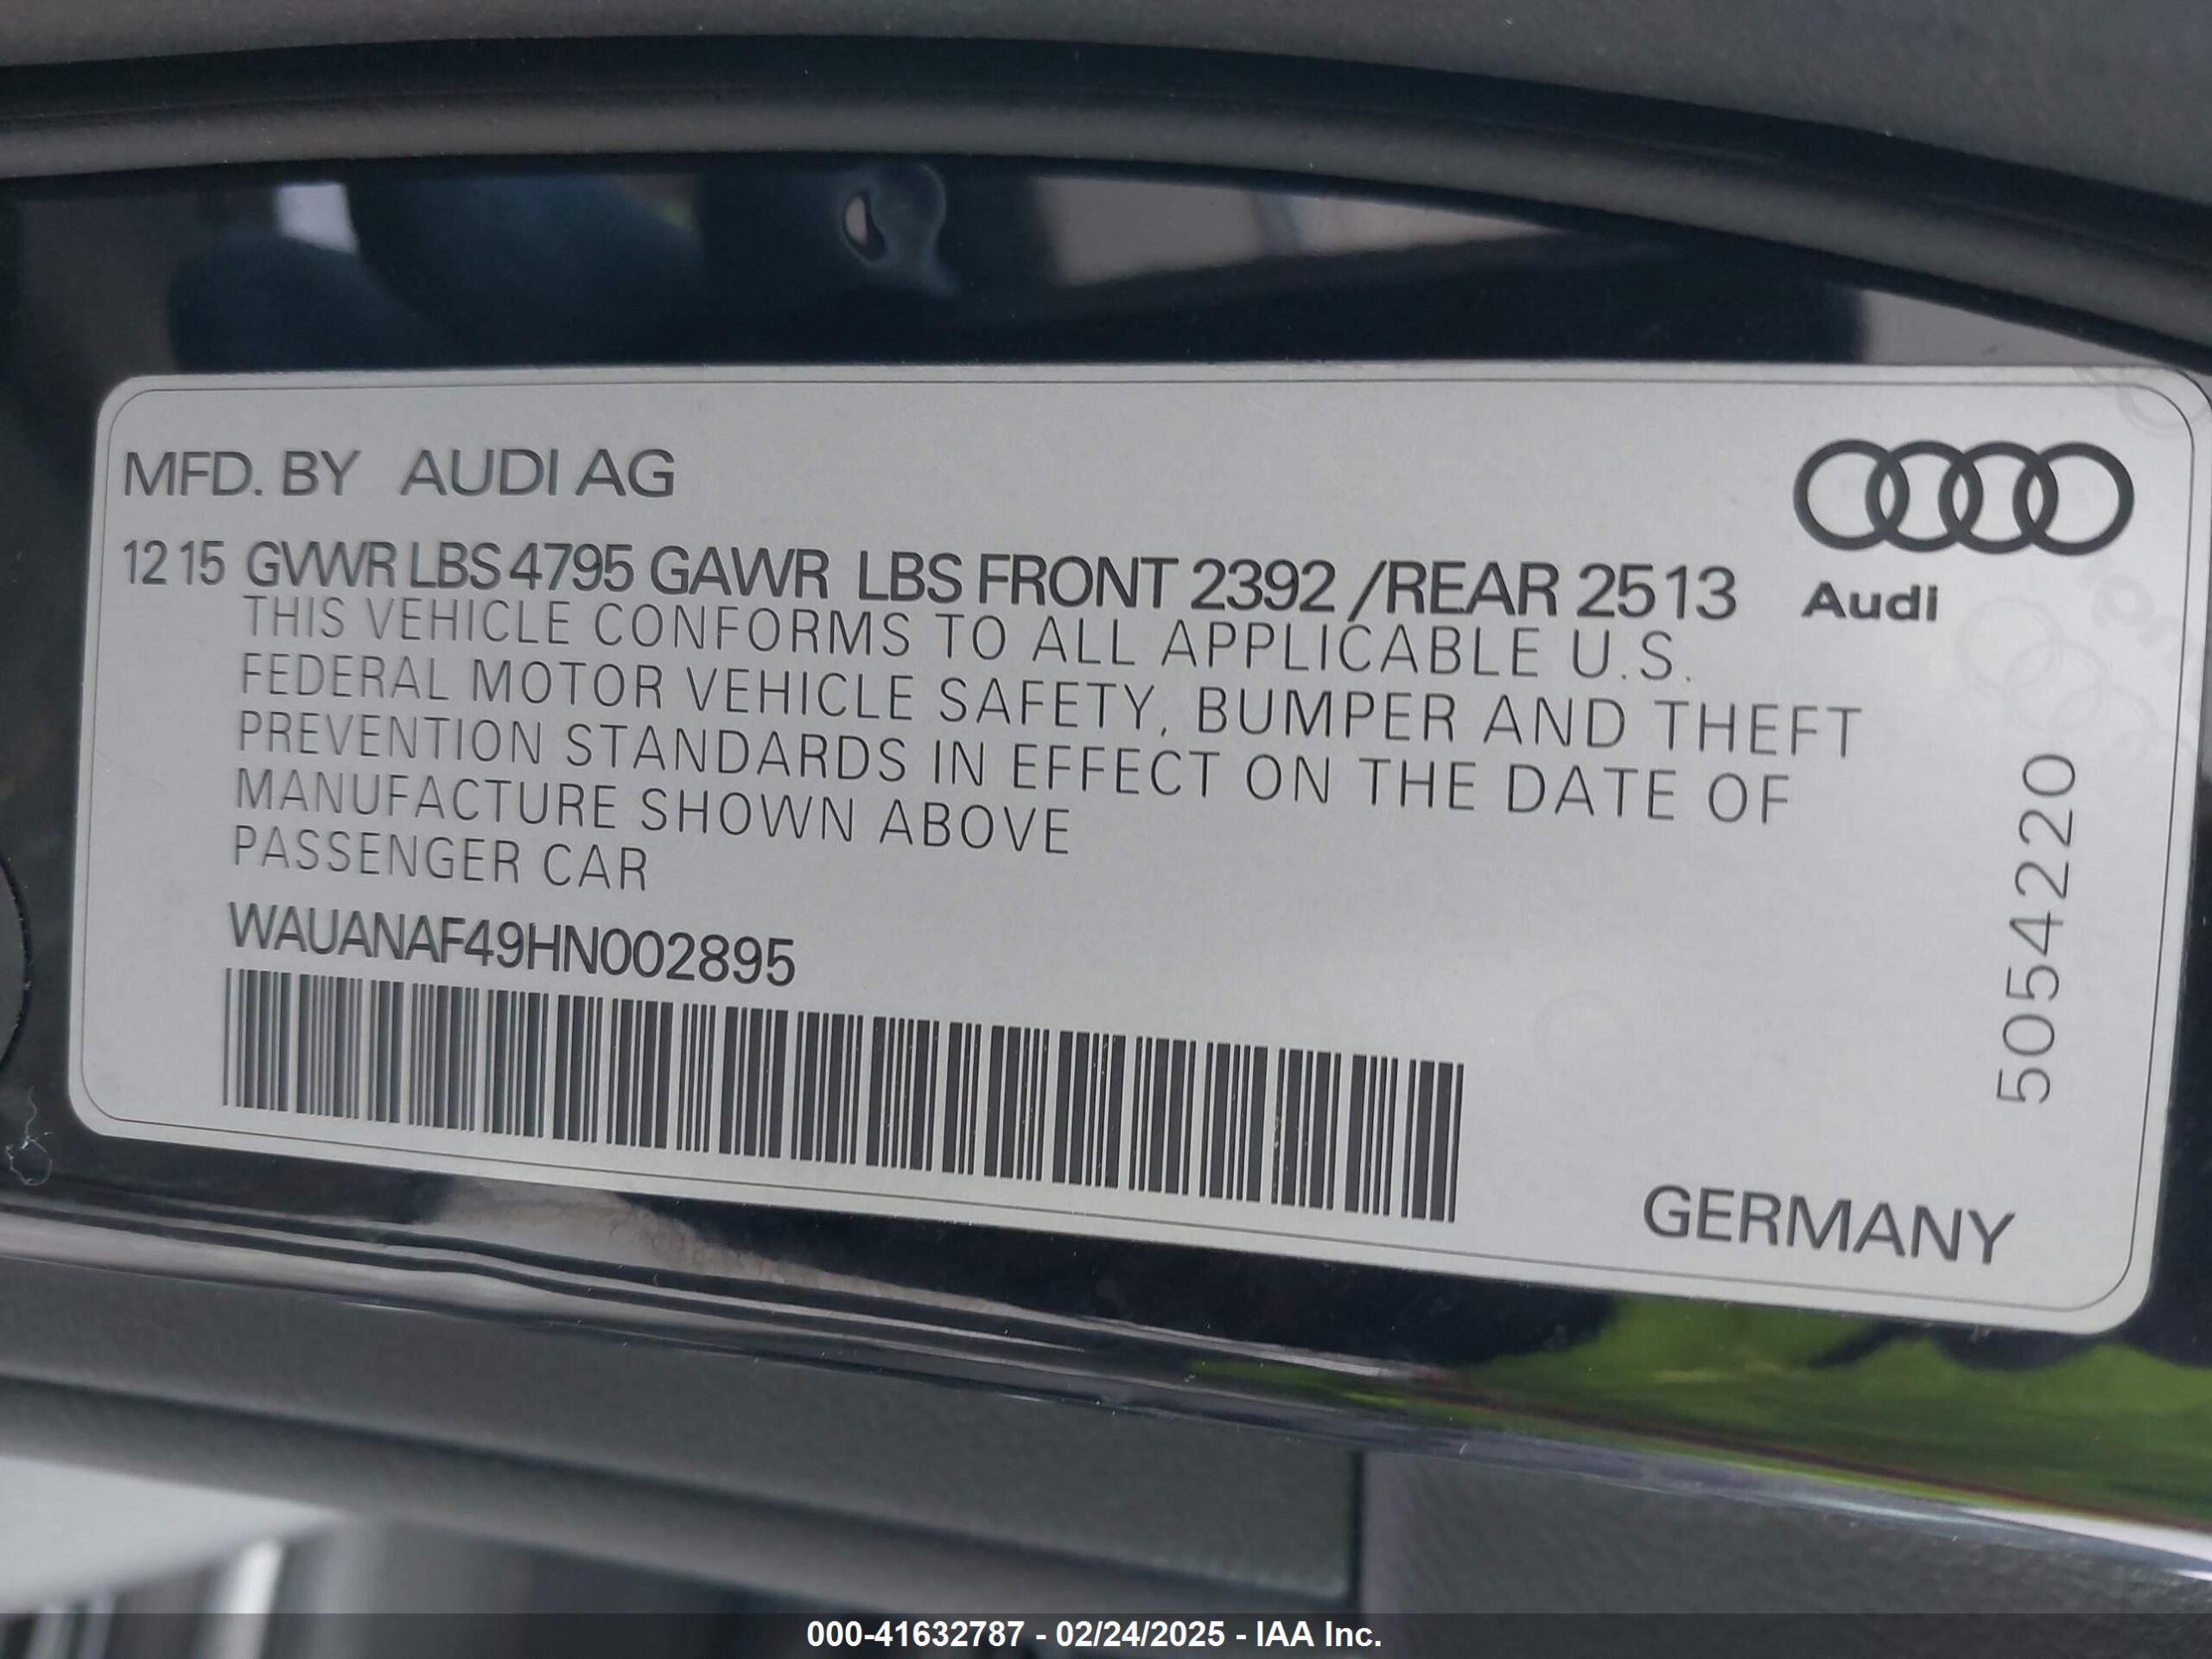 MFD. BY AUDI AG
12 15 GVWR LBS 4795 GAWR LBS FRONT 2392 /REAR 2513
Audi
THIS VEHICLE CONFORMS TO ALL APPLICABLE U.S.
FEDERAL MOTOR VEHICLE SAFETY, BUMPER AND THEFT
PREVENTION STANDARDS IN EFFECT ON THE DATE OF
MANUFACTURE SHOWN ABOVE
PASSENGER CAR
WAUANAF49HN002895
5054220
GERMANY
000-41632787 - 02/24/2025 - IAA Inc.